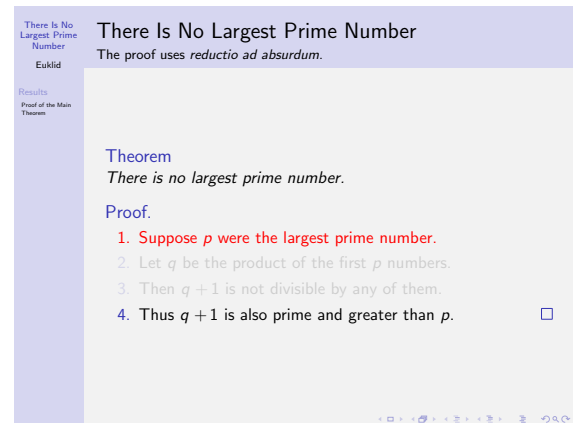 There Is No
Largest Prime
Number
Euklid
Results
Proof of the Main
Theorem
There Is No Largest Prime Number
The proof uses reductio ad absurdum.
Theorem
There is no largest prime number.
Proof.
1. Suppose p were the largest prime number.
2. Let q be the product of the first p numbers.
3. Then q + 1 is not divisible by any of them.
4. Thus q + 1 is also prime and greater than p.